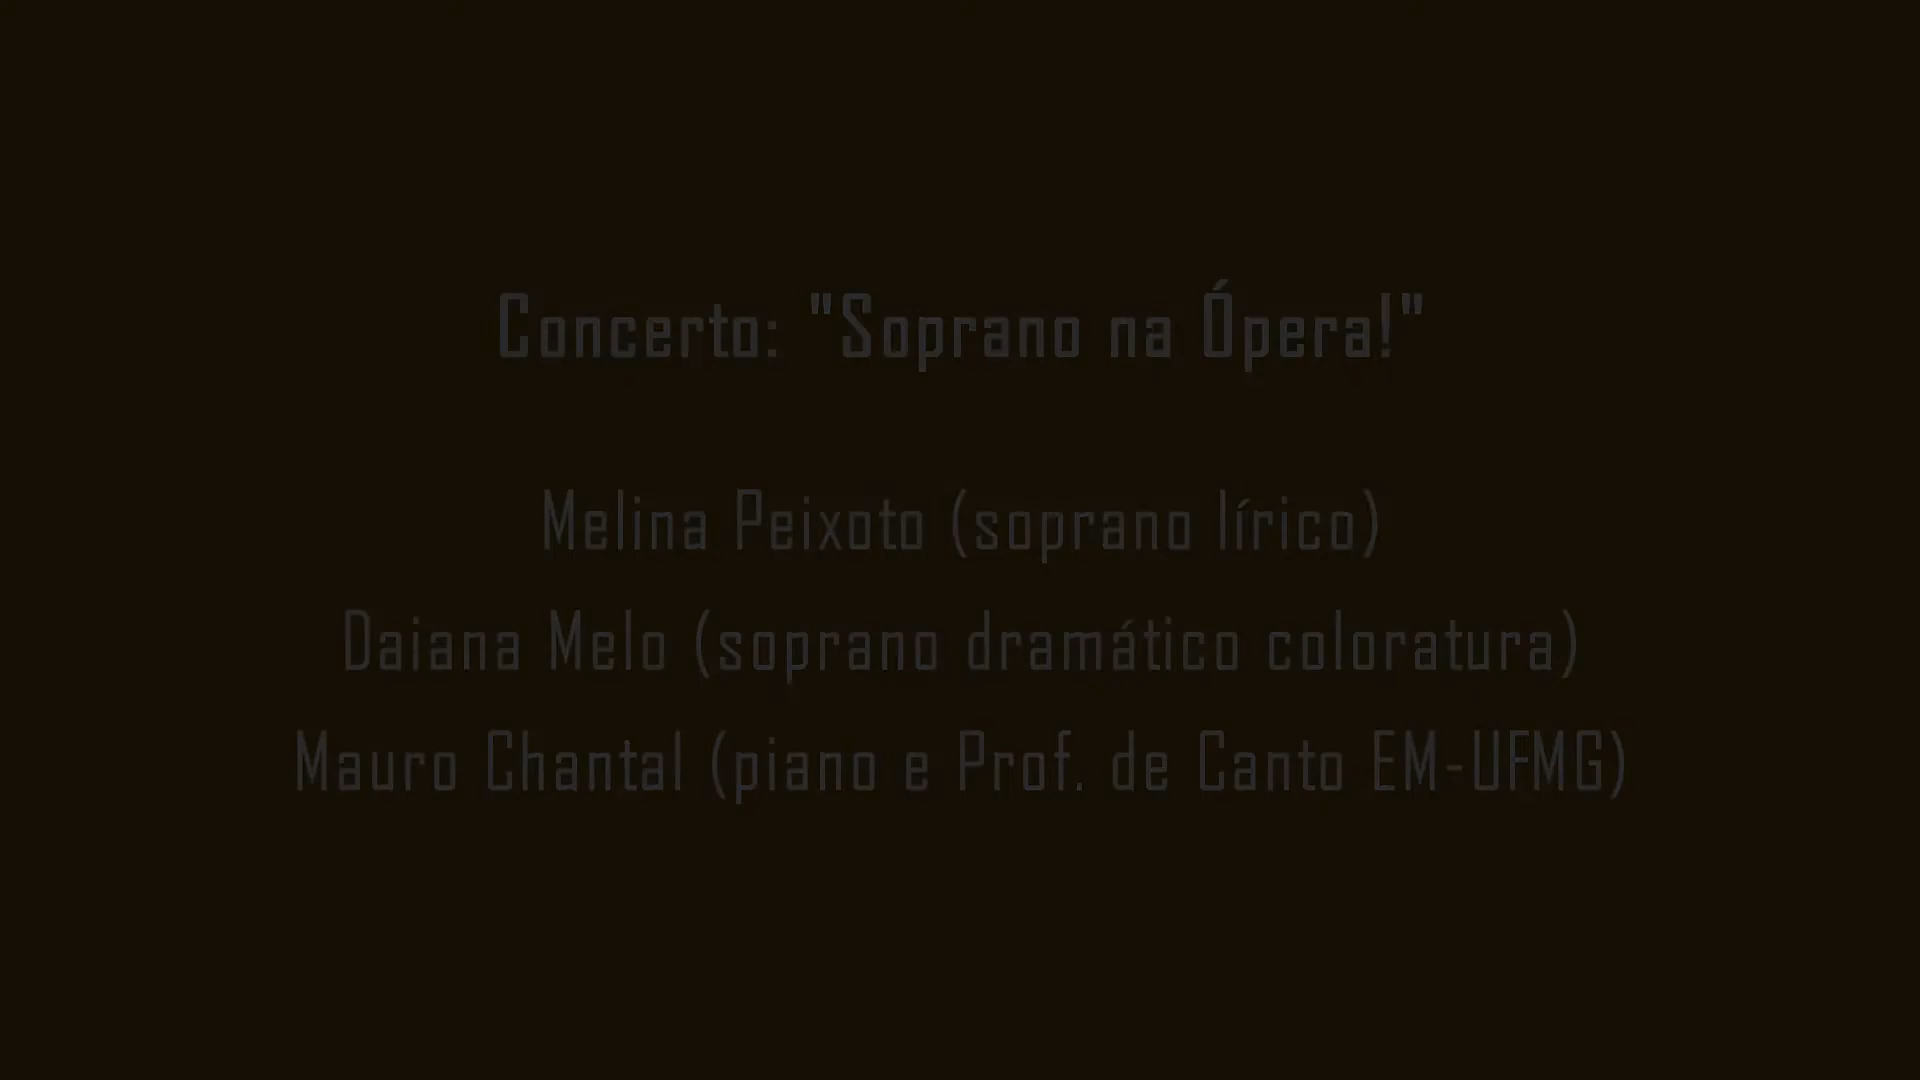 Concerto: "Soprano na Ópera!"
Melina Peixoto (soprano lírico)
Daiana Melo (soprano dramático coloratura)
Mauro Chantal (piano e Prof. de Canto EM-UFMG)